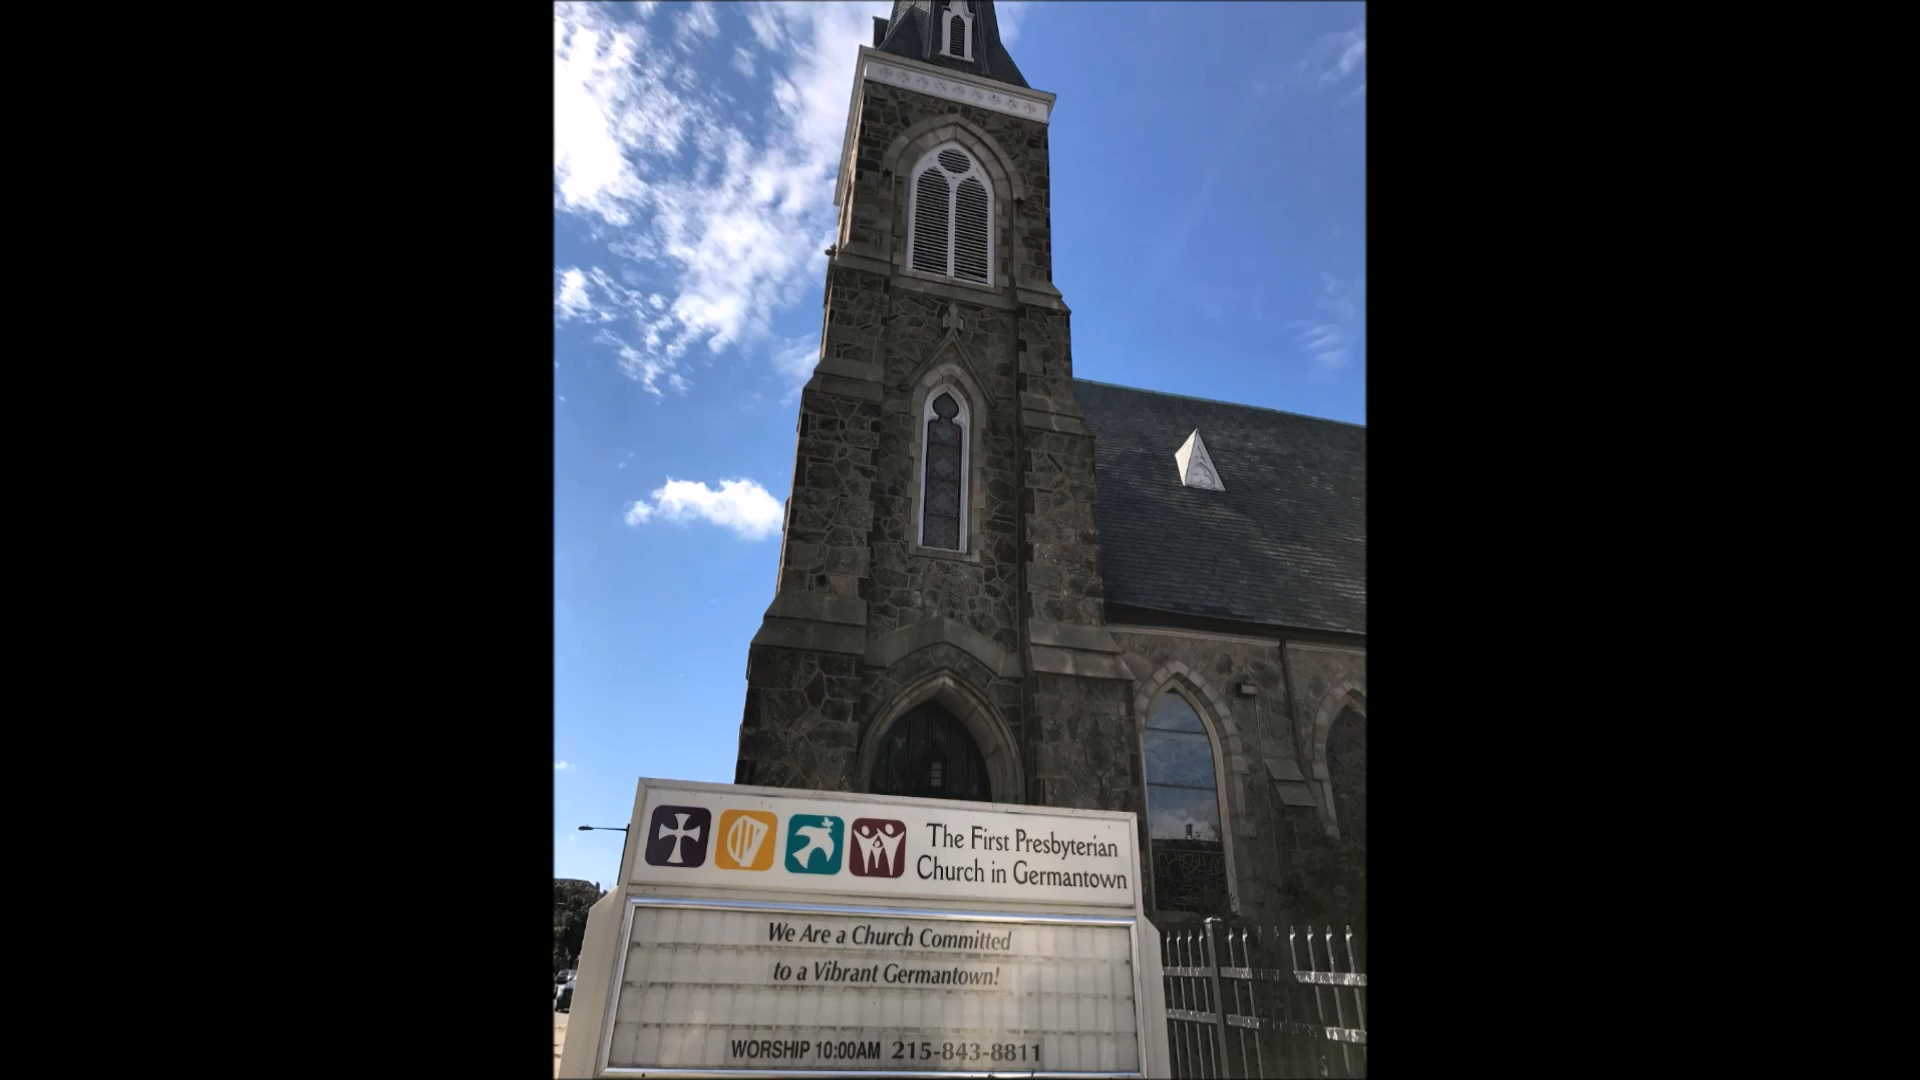 The First Presbyterian
Church in Germantown
We Are a Church Committed
to a Vibrant Germantown!
WORSHIP 10:00AM 215-843-8811